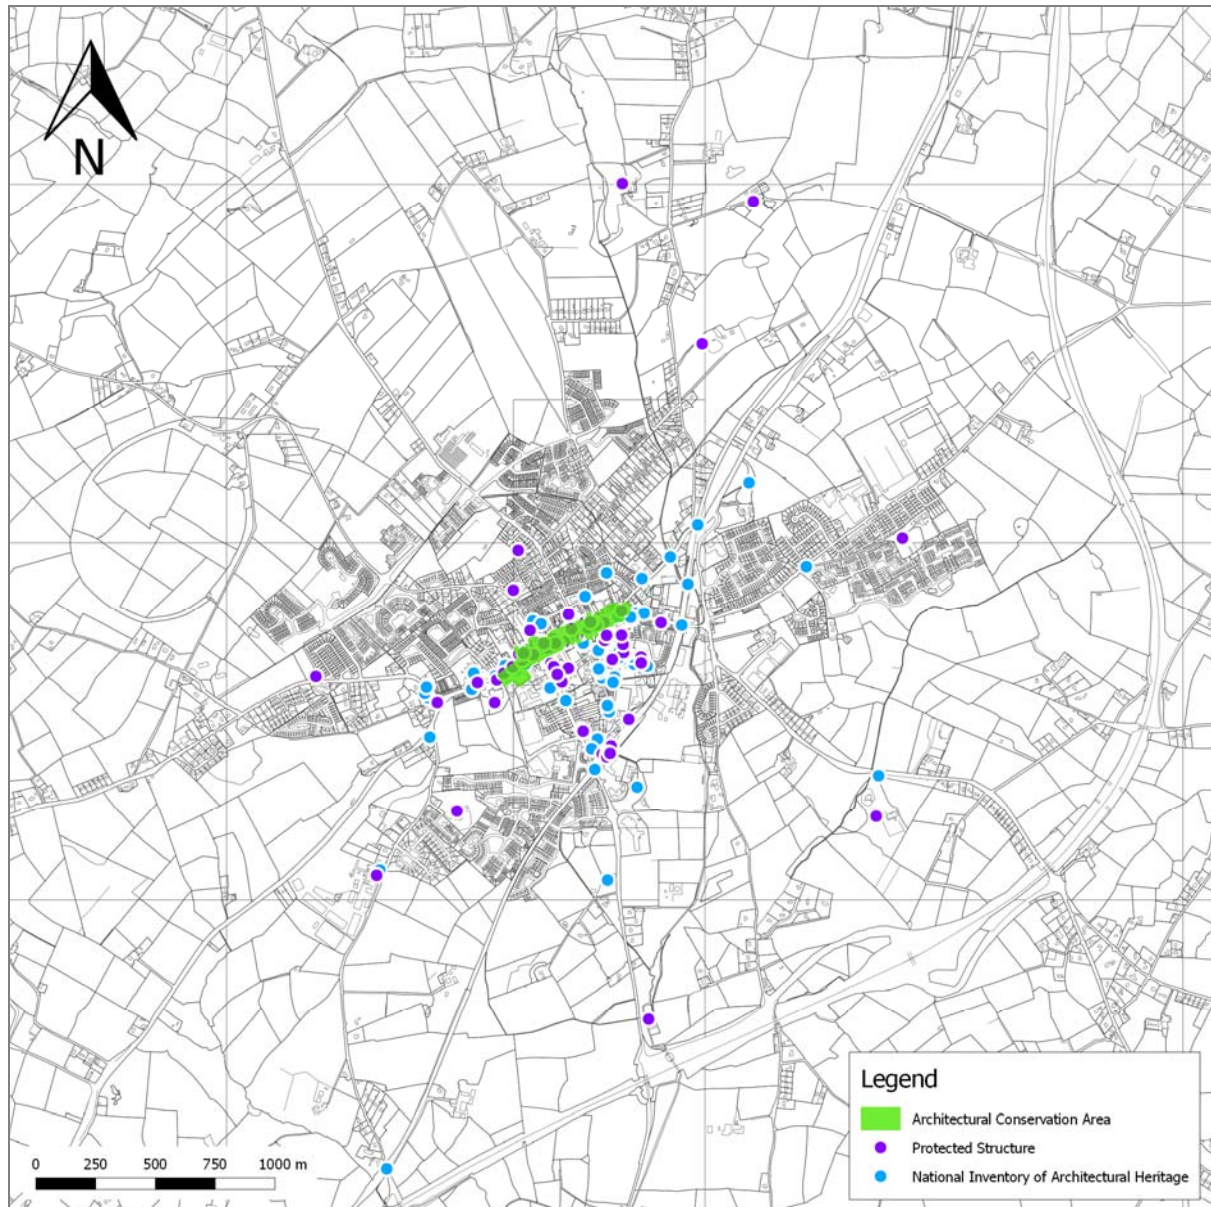 N
Legend
Architectural Conservation Area
Protected Structure
National Inventory of Architectural Heritage
0 250 500 750 1000 m